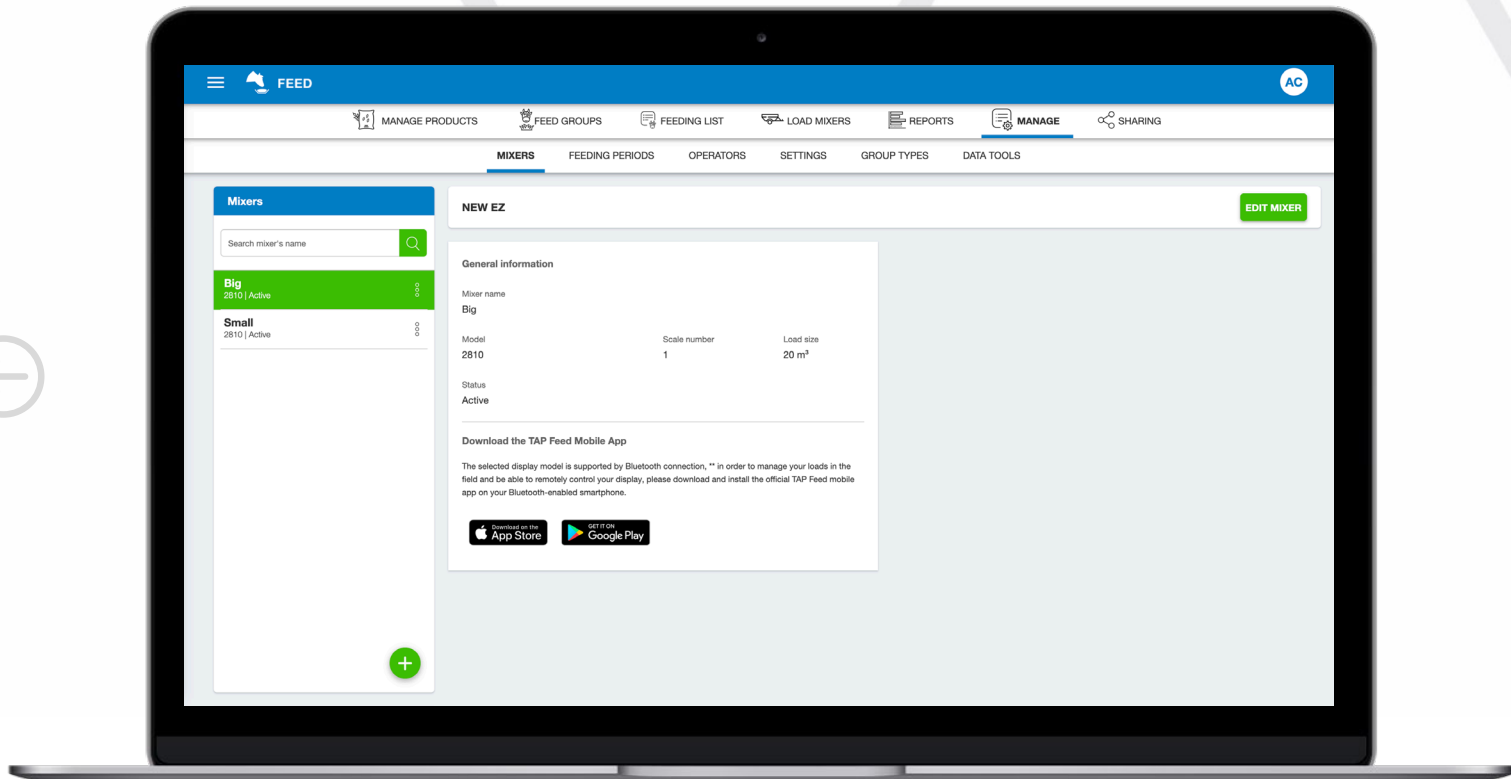 FEED
AC
MANAGE PRODUCTS
FEED GROUPS
FEEDING LIST
LOAD MIXERS
REPORTS
MANAGE
SHARING
MIXERS
FEEDING PERIODS
OPERATORS
SETTINGS
GROUP TYPES
DATA TOOLS
Mixers
Search mixer's name
Big
2810 | Active
Small
2810 | Active
NEW EZ
EDIT MIXER
General information
Mixer name
Big
Model
Scale number
Load size
2810
1
20 m³
Status
Active
Download the TAP Feed Mobile App
The selected display model is supported by Bluetooth connection, ** in order to manage your loads in the
field and be able to remotely control your display, please download and install the official TAP Feed mobile
app on your Bluetooth-enabled smartphone.
Download on the
App Store
GET IT ON
Google Play